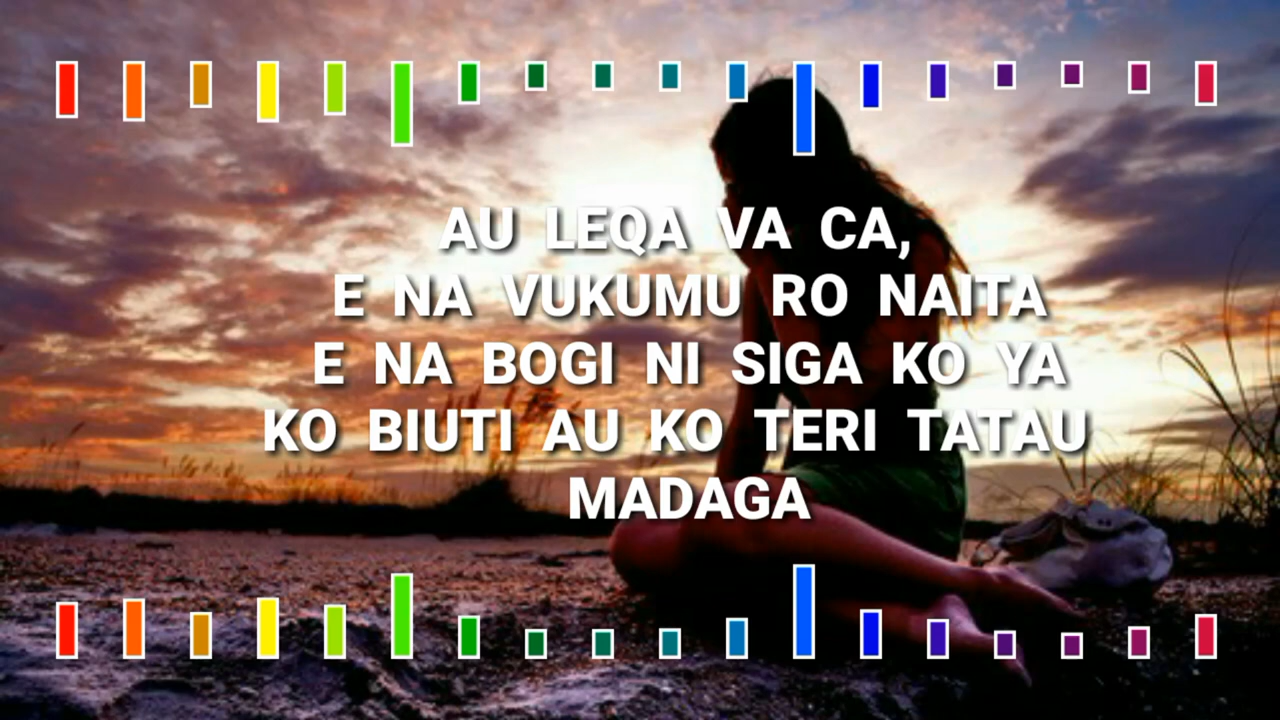 AU LEQA VA CA,
E NA VUKUMU RO NAITA
E NA BOGI NI SIGA KO YA
KO BIUTI AU KO TERI TATAU
MADAGA